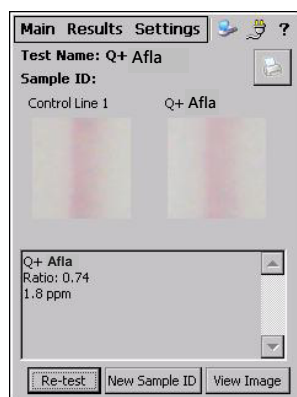 Main Results Settings ?
Test Name: Q+ Afla
Sample ID:
Control Line 1 Q+ Afla
Q+ Afla
Ratio: 0.74
1.8 ppm
Re-test New Sample ID View Image